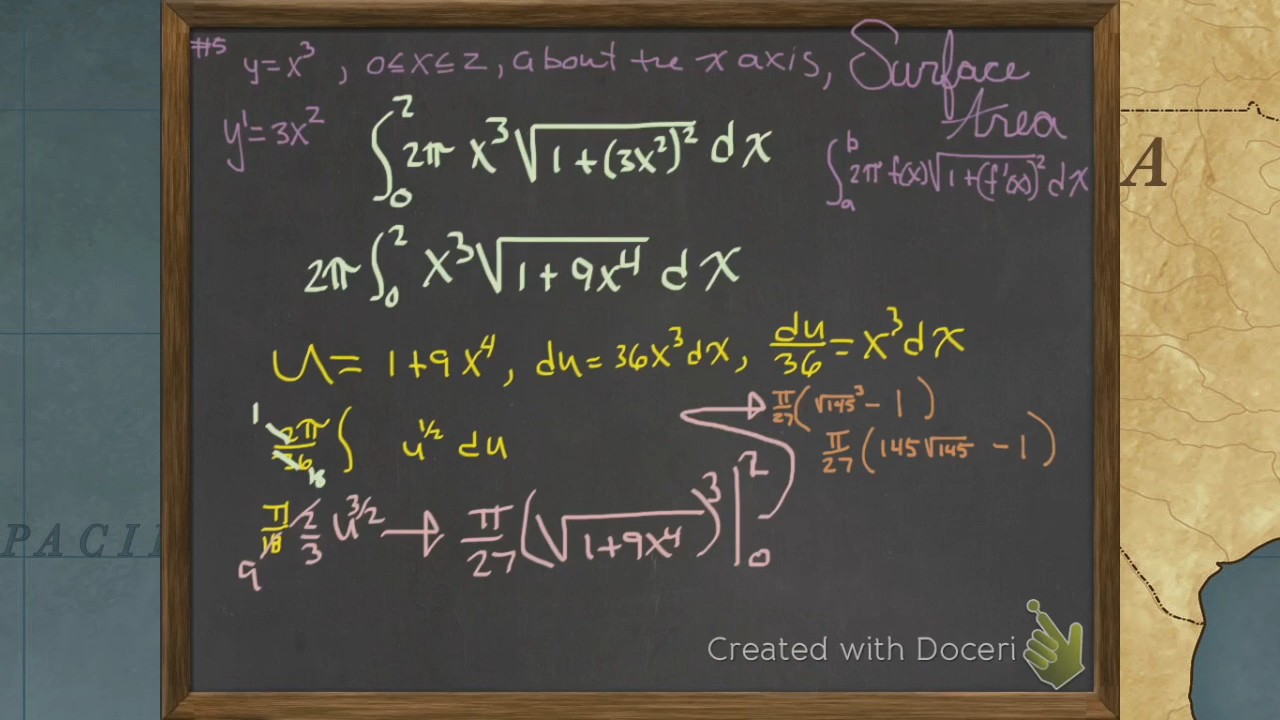 #5 y=x³, 0≤x≤2, about the x axis, Surface Area
y'=3x²
∫₀² 2π x³ √(1+(3x²)²) dx
∫ₐᵇ 2π f(x) √(1+(f'(x))²) dx
2π ∫₀² x³ √(1+9x⁴) dx
u = 1+9x⁴, du = 36x³dx, du/36 = x³dx
1 2π/36 18 ∫ u^(1/2) du
π/18 9 2/3 u^(3/2) → π/27 (√(1+9x⁴))³ |₀²
→ π/27 (√145³ - 1)
π/27 (145√145 - 1)
PACI
A
Created with Doceri